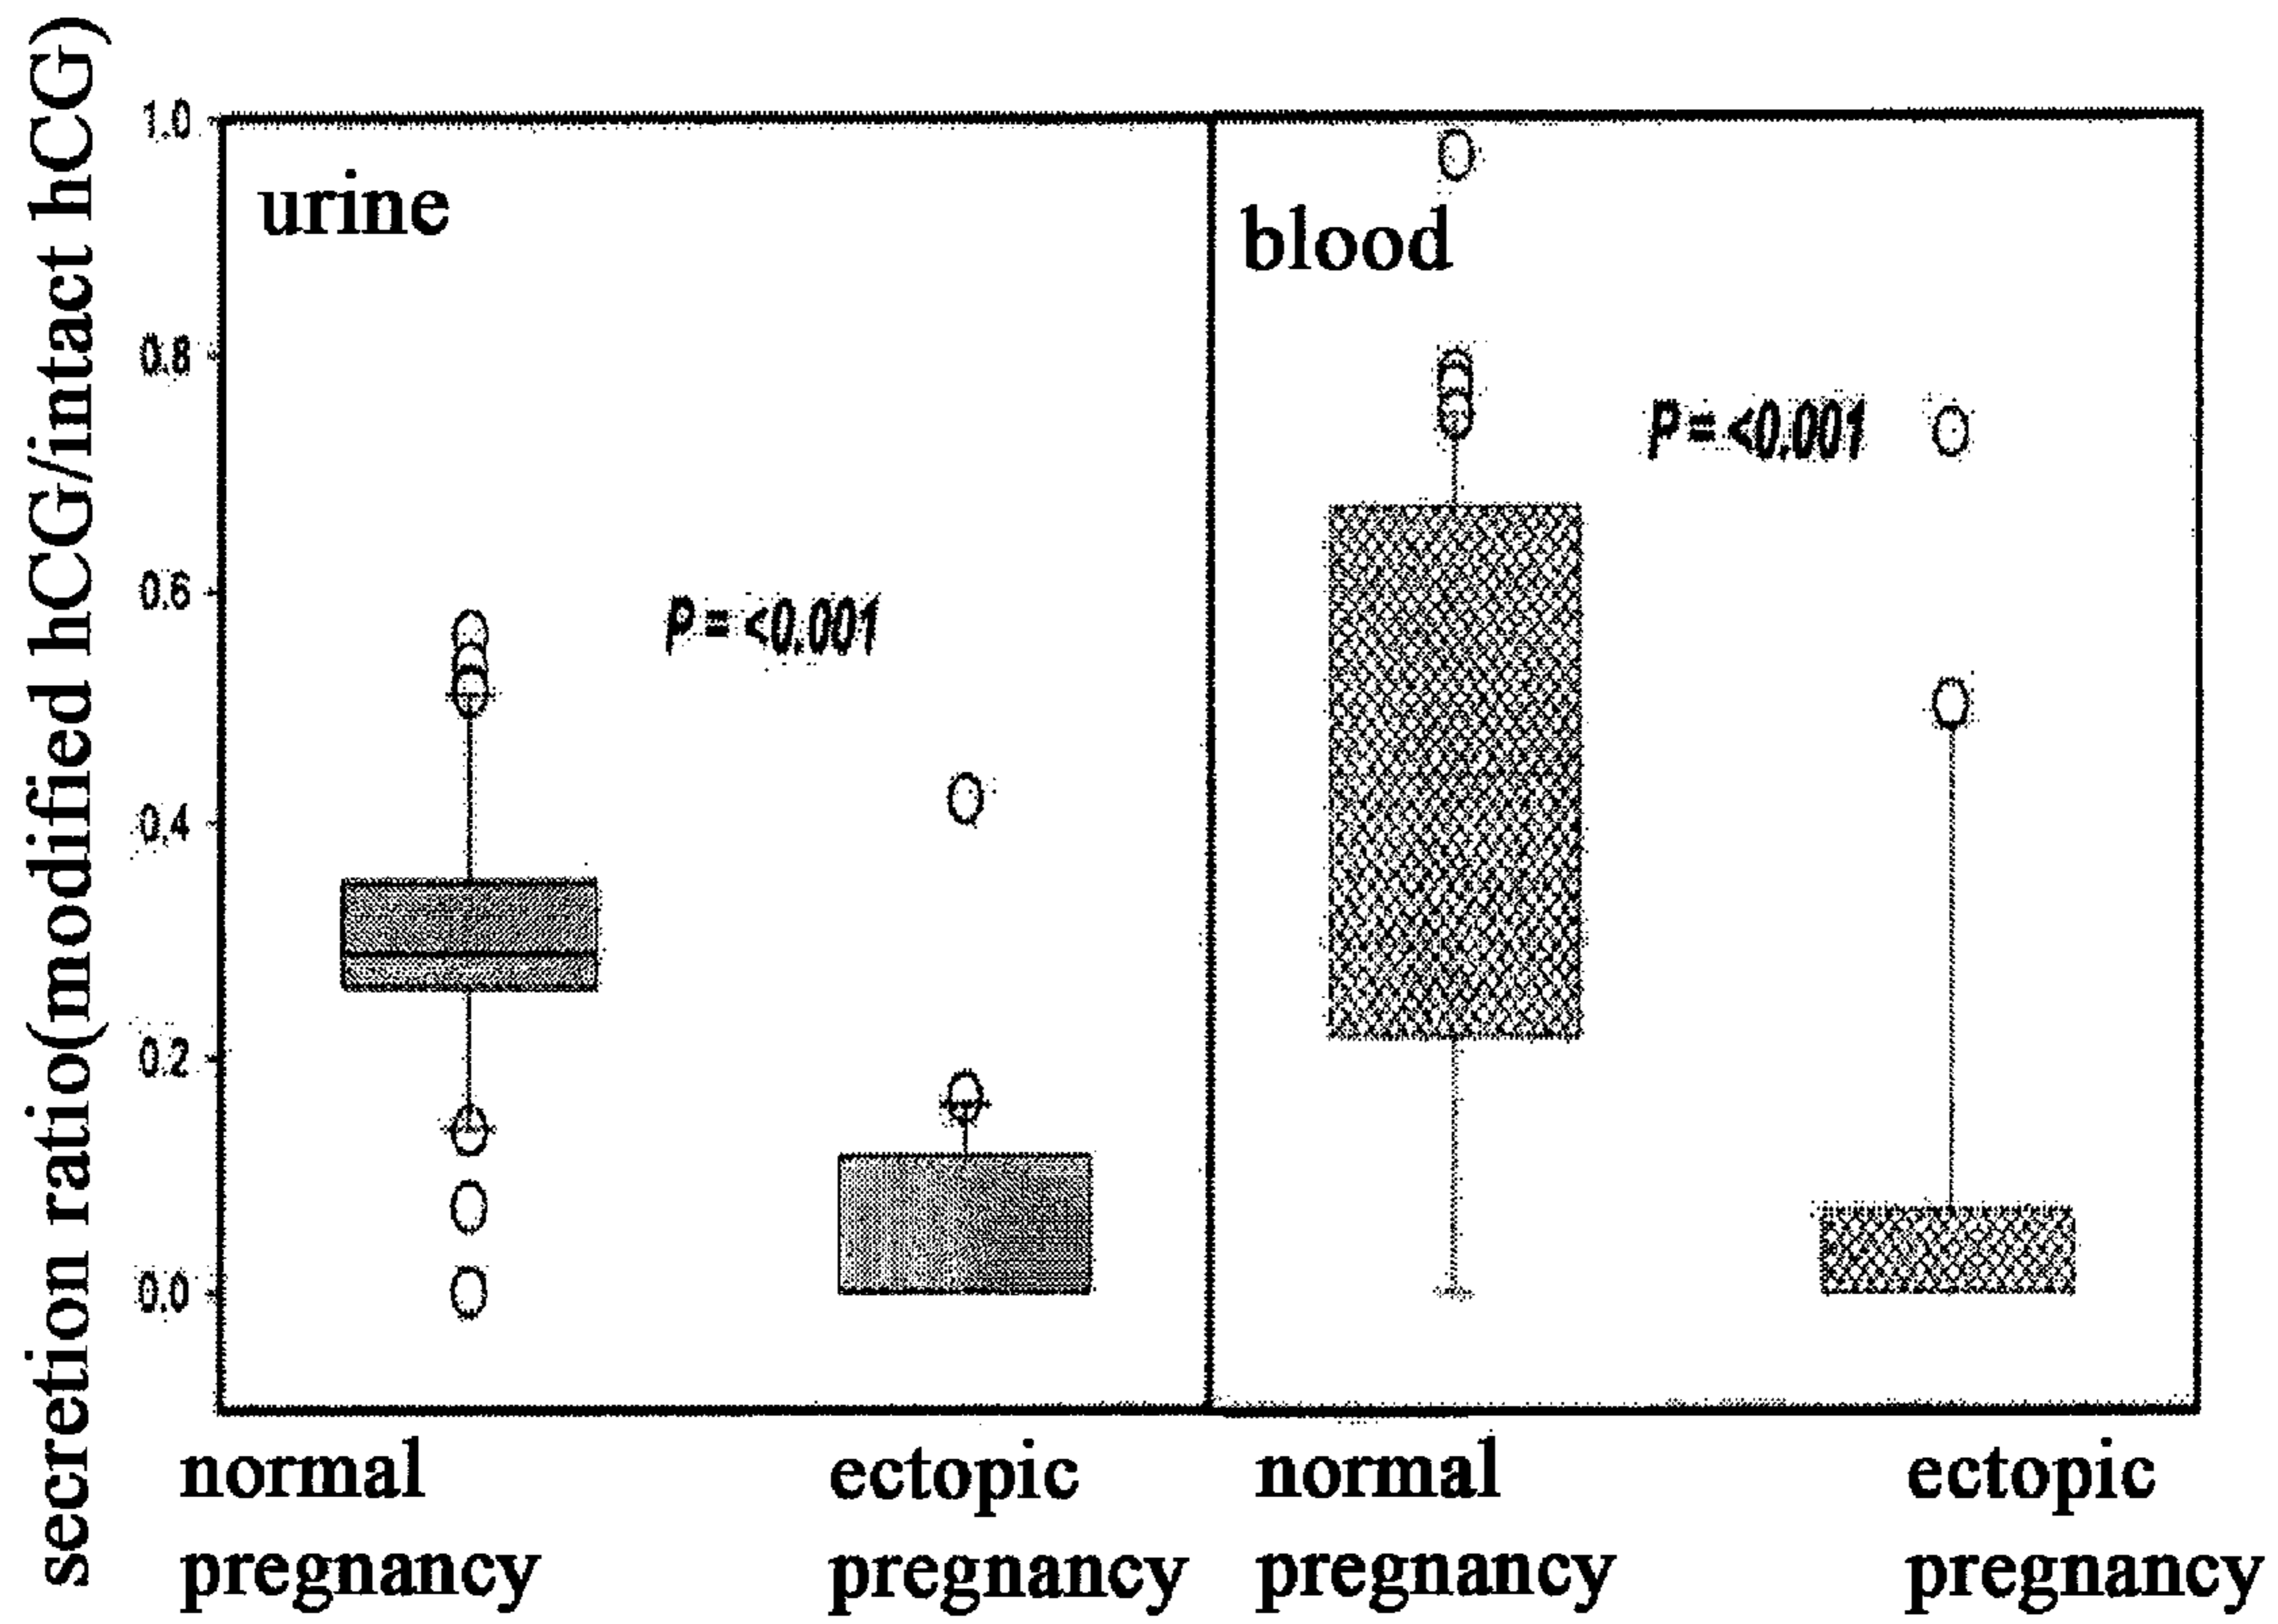 secretion ratio(modified hCG/intact hCG)
1.0
0.8
0.6
0.4
0.2
0.0
urine
P = <0.001
blood
P = <0.001
normal
pregnancy
ectopic
pregnancy
normal
pregnancy
ectopic
pregnancy